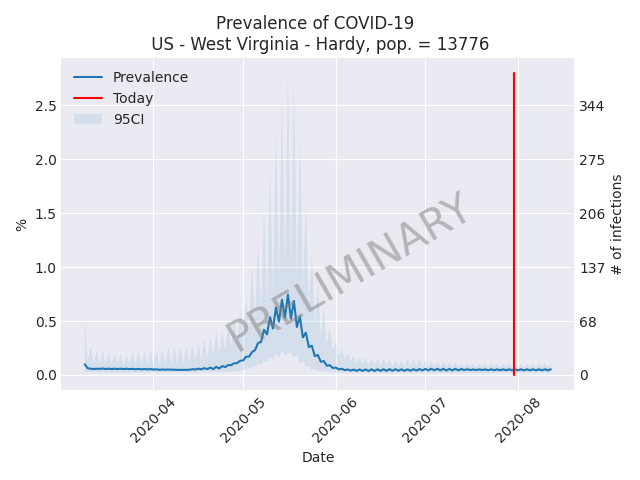 Prevalence of COVID-19
US - West Virginia - Hardy, pop. = 13776
Prevalence
Today
95CI
PRELIMINARY
%
2.5
2.0
1.5
1.0
0.5
0.0
344
275
206
137
68
0
# of infections
2020-04
2020-05
2020-06
2020-07
2020-08
Date